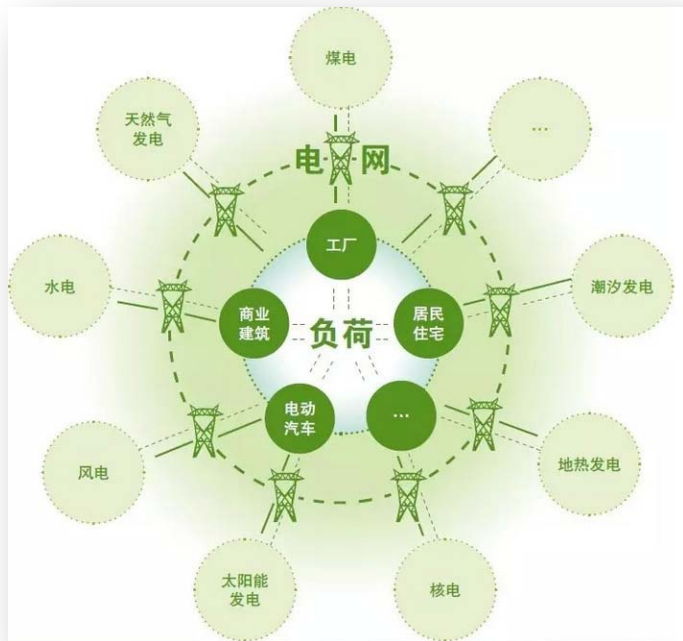 煤电
天然气
发电
...
电网
工厂
水电
商业
建筑
负荷
居民
住宅
潮汐发电
电动
汽车
...
风电
地热发电
太阳能
发电
核电